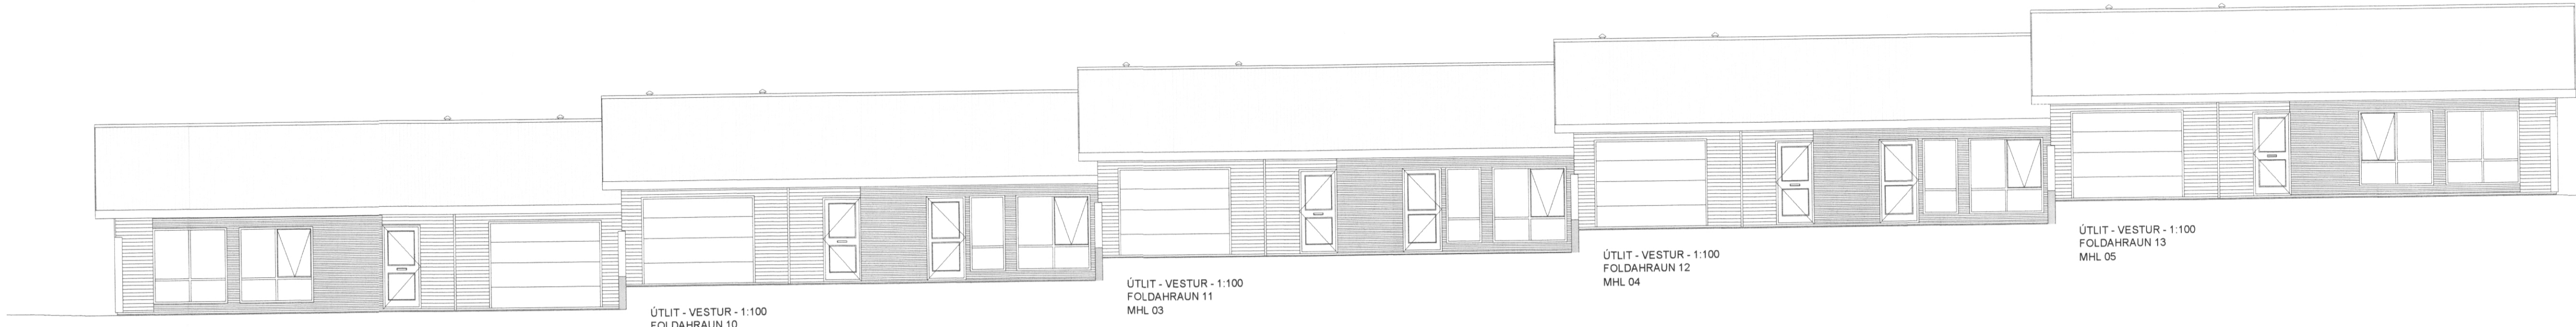 ÚTLIT - VESTUR - 1:100
FOLDAHRAUN 10
ÚTLIT - VESTUR - 1:100
FOLDAHRAUN 11
MHL 03
ÚTLIT - VESTUR - 1:100
FOLDAHRAUN 12
MHL 04
ÚTLIT - VESTUR - 1:100
FOLDAHRAUN 13
MHL 05